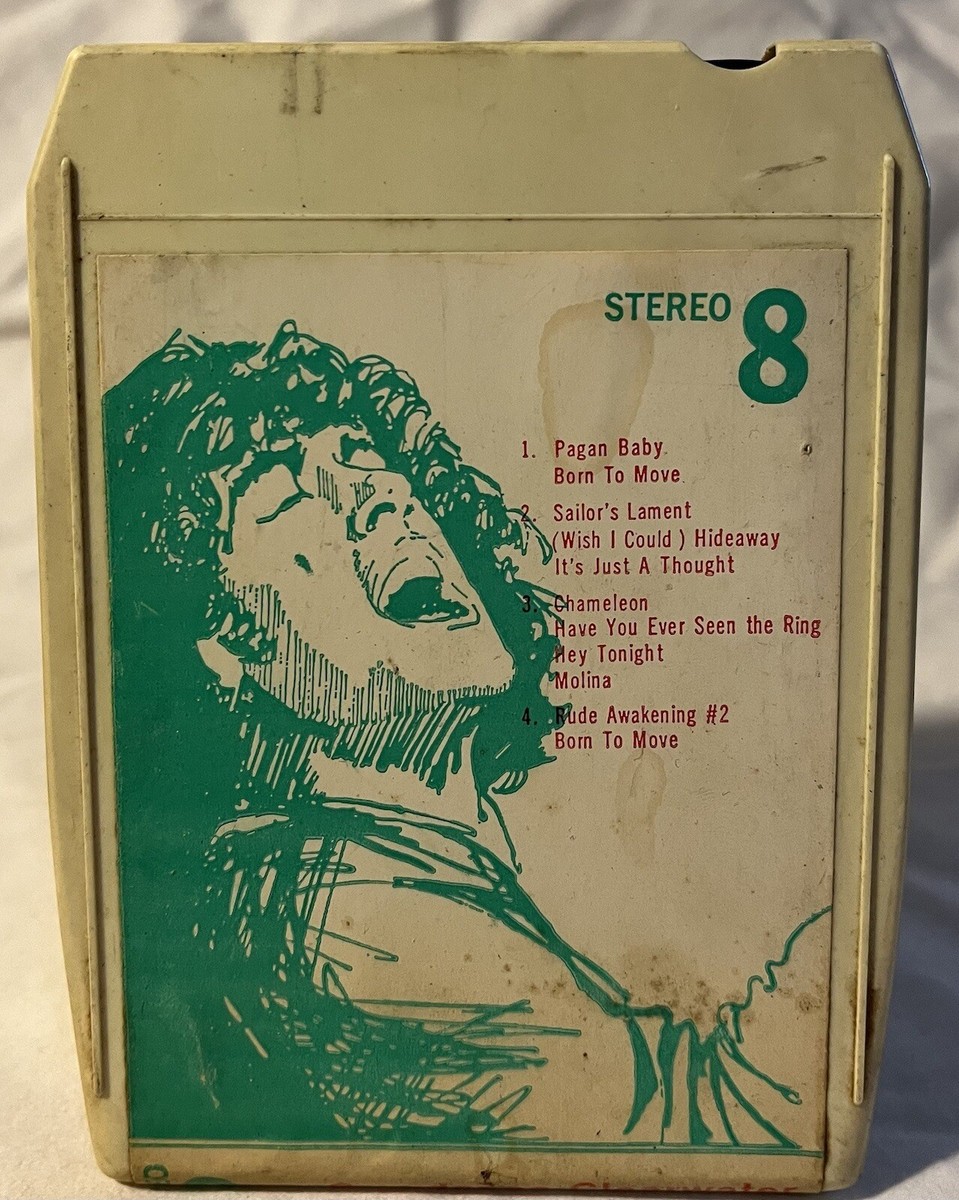 STEREO 8
1. Pagan Baby
Born To Move
2. Sailor's Lament
(Wish I Could ) Hideaway
It's Just A Thought
3. Chameleon
Have You Ever Seen the Ring
Hey Tonight
Molina
4. Rude Awakening #2
Born To Move